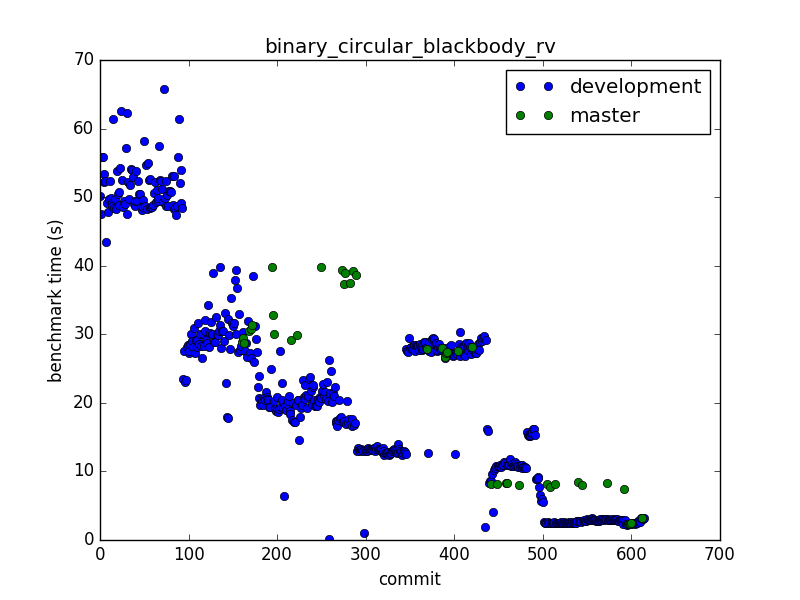 binary_circular_blackbody_rv
70
60
50
40
30
20
10
0
benchmark time (s)
development
master
0 100 200 300 400 500 600 700
commit